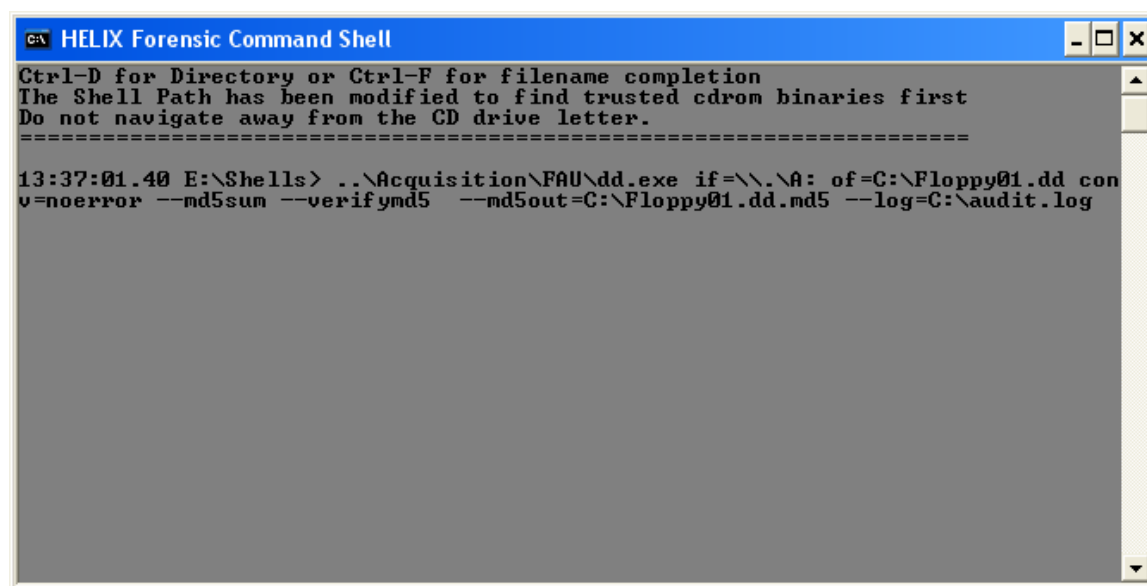 HELIX Forensic Command Shell
Ctrl-D for Directory or Ctrl-F for filename completion
The Shell Path has been modified to find trusted cdrom binaries first
Do not navigate away from the CD drive letter.
=====================================================================
13:37:01.40 E:\Shells> ..\Acquisition\FAU\dd.exe if=\\.\A: of=C:\Floppy01.dd con
v=noerror --md5sum --verifymd5  --md5out=C:\Floppy01.dd.md5 --log=C:\audit.log